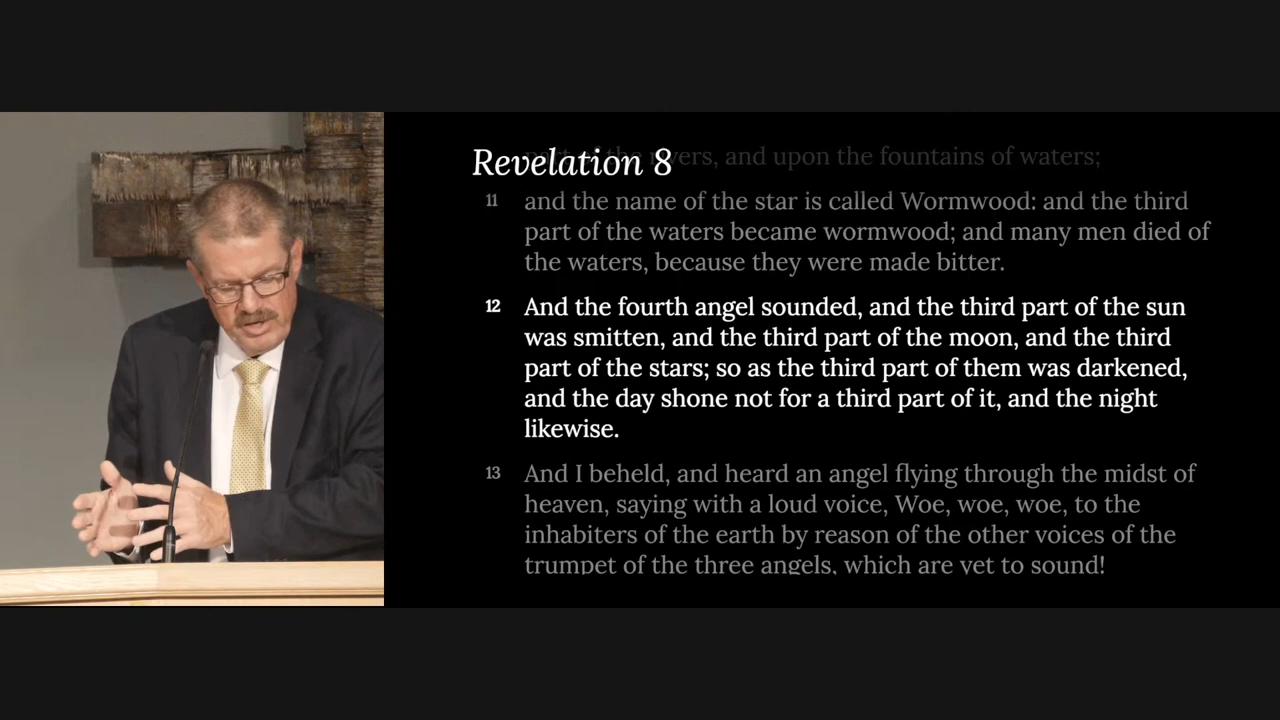 Revelation 8
rivers, and upon the fountains of waters;
11 and the name of the star is called Wormwood: and the third
part of the waters became wormwood; and many men died of
the waters, because they were made bitter.
12 And the fourth angel sounded, and the third part of the sun
was smitten, and the third part of the moon, and the third
part of the stars; so as the third part of them was darkened,
and the day shone not for a third part of it, and the night
likewise.
13 And I beheld, and heard an angel flying through the midst of
heaven, saying with a loud voice, Woe, woe, woe, to the
inhabiters of the earth by reason of the other voices of the
trumpet of the three angels, which are yet to sound!